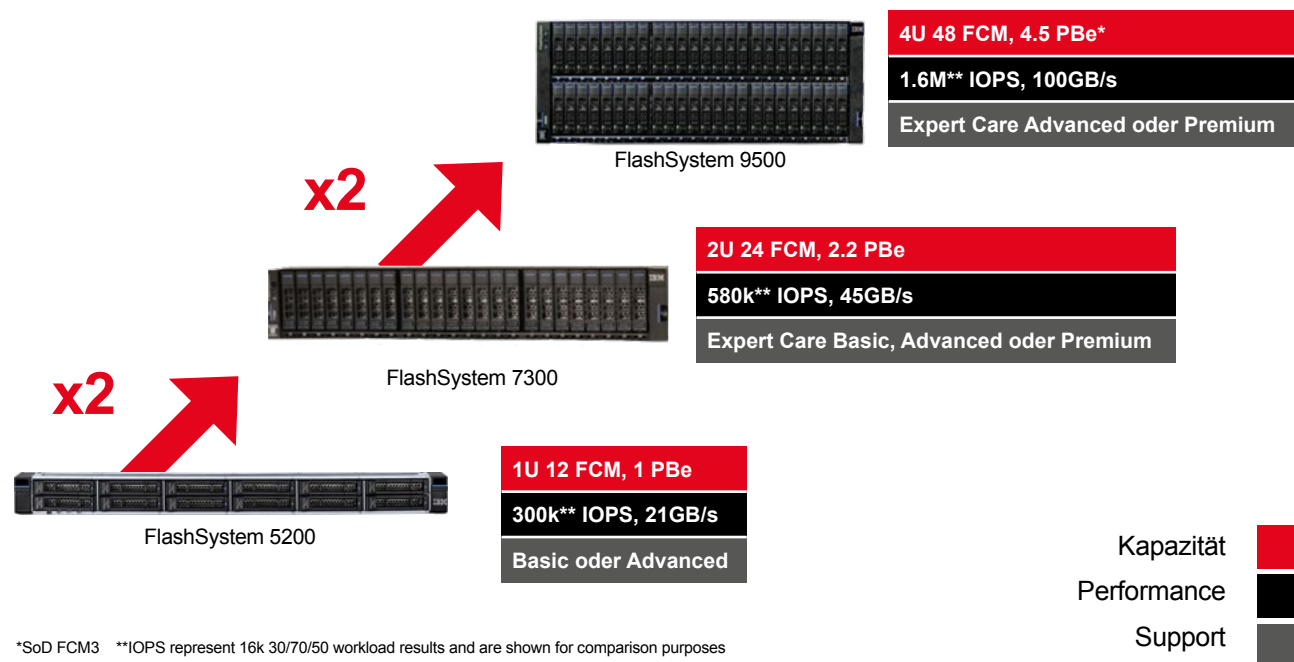 4U 48 FCM, 4.5 PBe*
1.6M** IOPS, 100GB/s
Expert Care Advanced oder Premium
FlashSystem 9500
x2
2U 24 FCM, 2.2 PBe
580k** IOPS, 45GB/s
Expert Care Basic, Advanced oder Premium
FlashSystem 7300
x2
1U 12 FCM, 1 PBe
300k** IOPS, 21GB/s
Basic oder Advanced
FlashSystem 5200
Kapazität
Performance
Support
*SoD FCM3 **IOPS represent 16k 30/70/50 workload results and are shown for comparison purposes